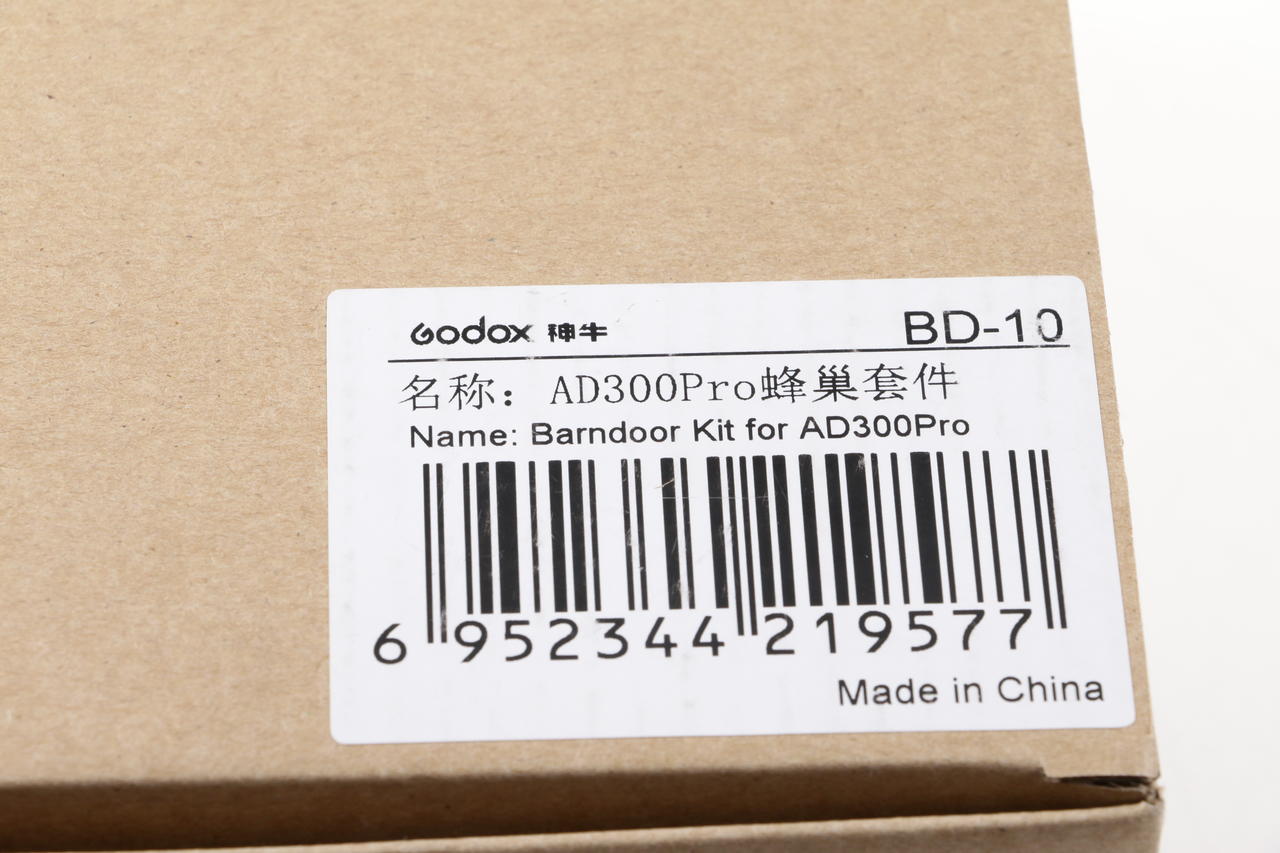 Godox 神牛 BD-10
名称：AD300Pro蜂巢套件
Name: Barndoor Kit for AD300Pro
6 952344 219577
Made in China